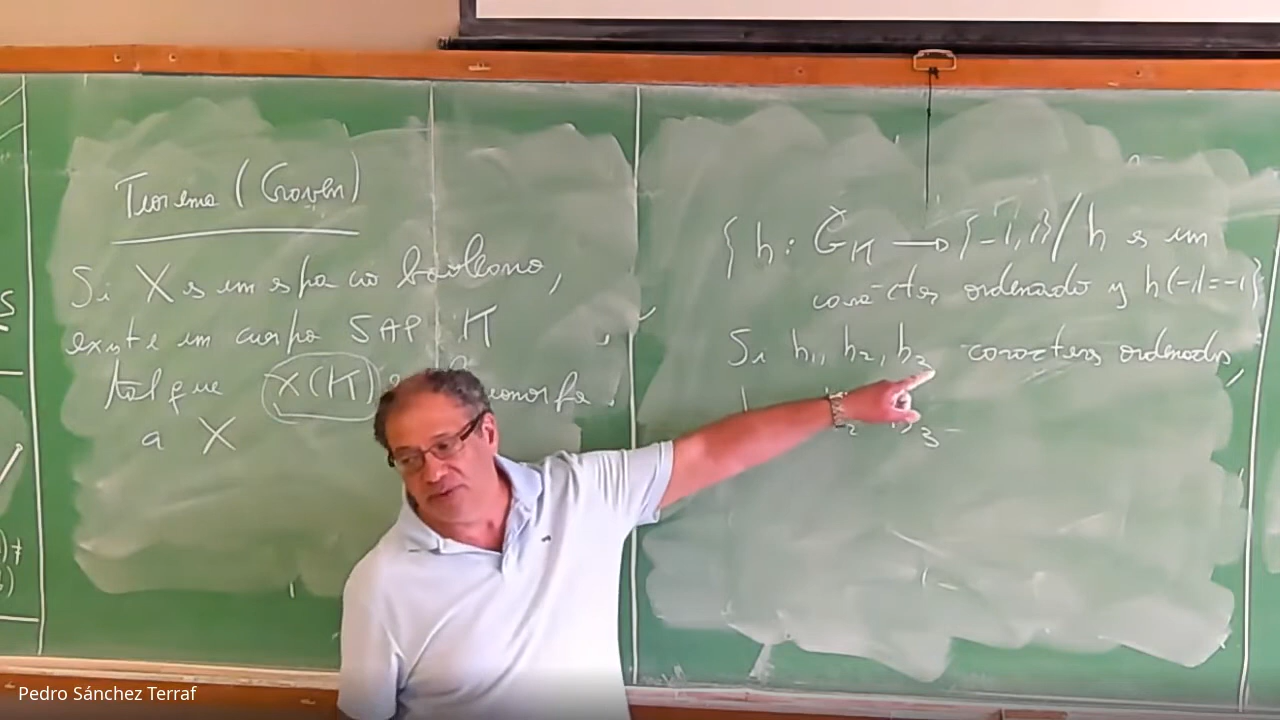 Teorema (Craven)
Si X es un espacio booleano,
existe un cuerpo SAP K
tal que X(K) homeomorfo
a X
{ h: G_K → {-1,1} / h es un
carácter ordenado y h(-1)=-1}
Si h₁, h₂, h₃ caracteres ordenados,
Pedro Sánchez Terraf